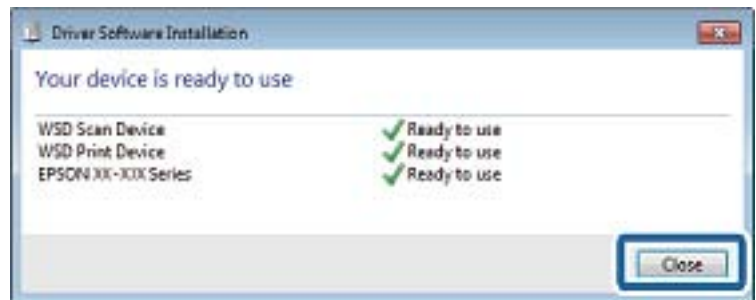 Driver Software Installation
Your device is ready to use
WSD Scan Device Ready to use
WSD Print Device Ready to use
EPSON XX-XXX Series Ready to use
Close